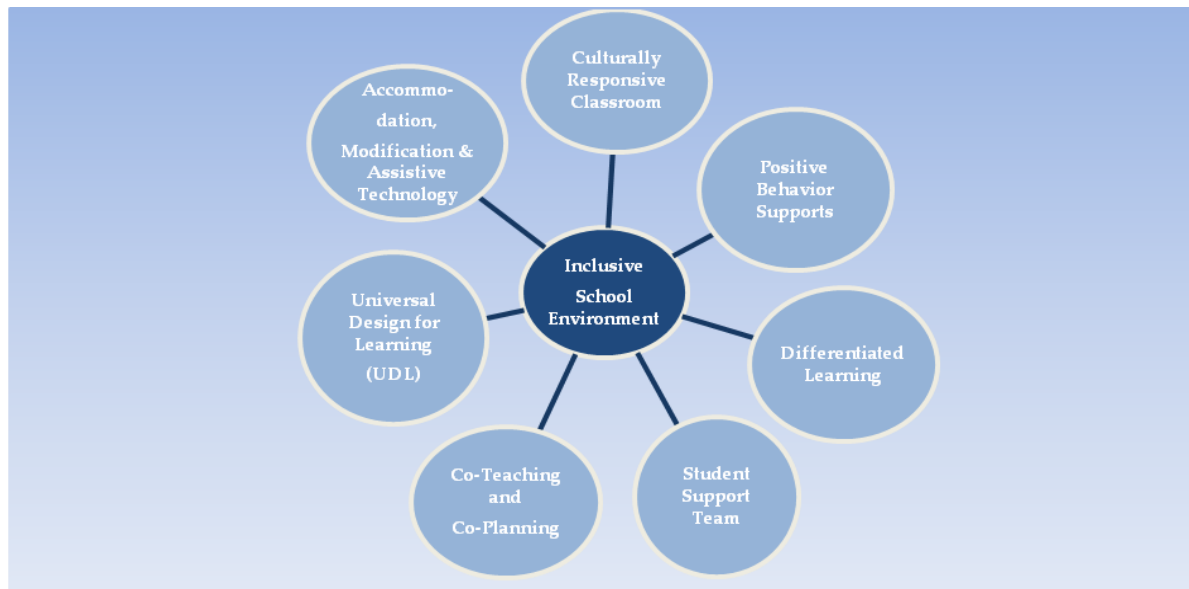 Culturally
Responsive
Classroom
Accommo-
dation,
Modification &
Assistive
Technology
Positive
Behavior
Supports
Inclusive
School
Environment
Universal
Design for
Learning
(UDL)
Differentiated
Learning
Co-Teaching
and
Co-Planning
Student
Support
Team